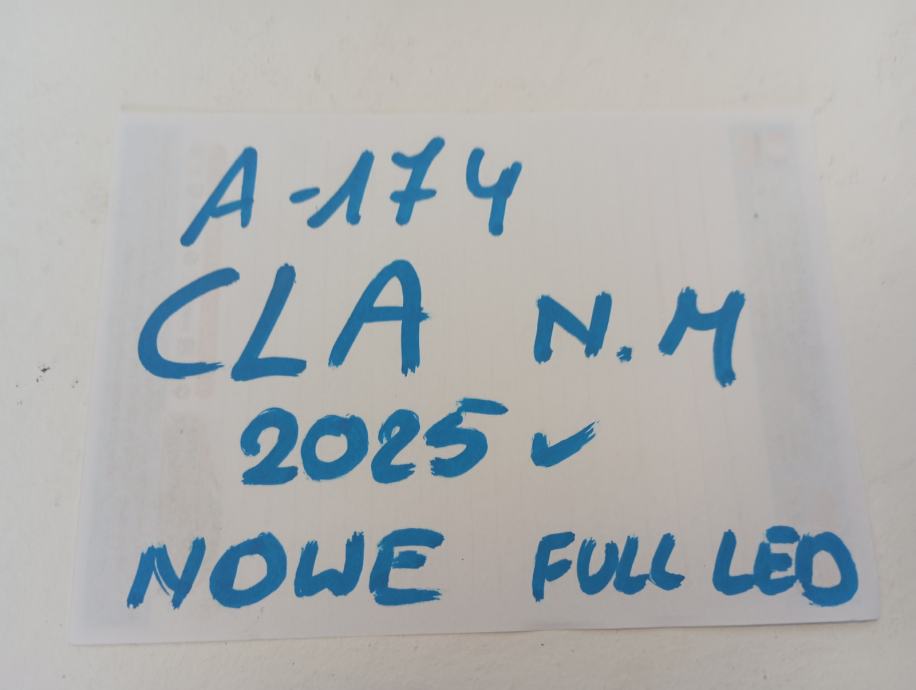 A-174
CLA N.M
2025 ✓
NOWE FULL LED